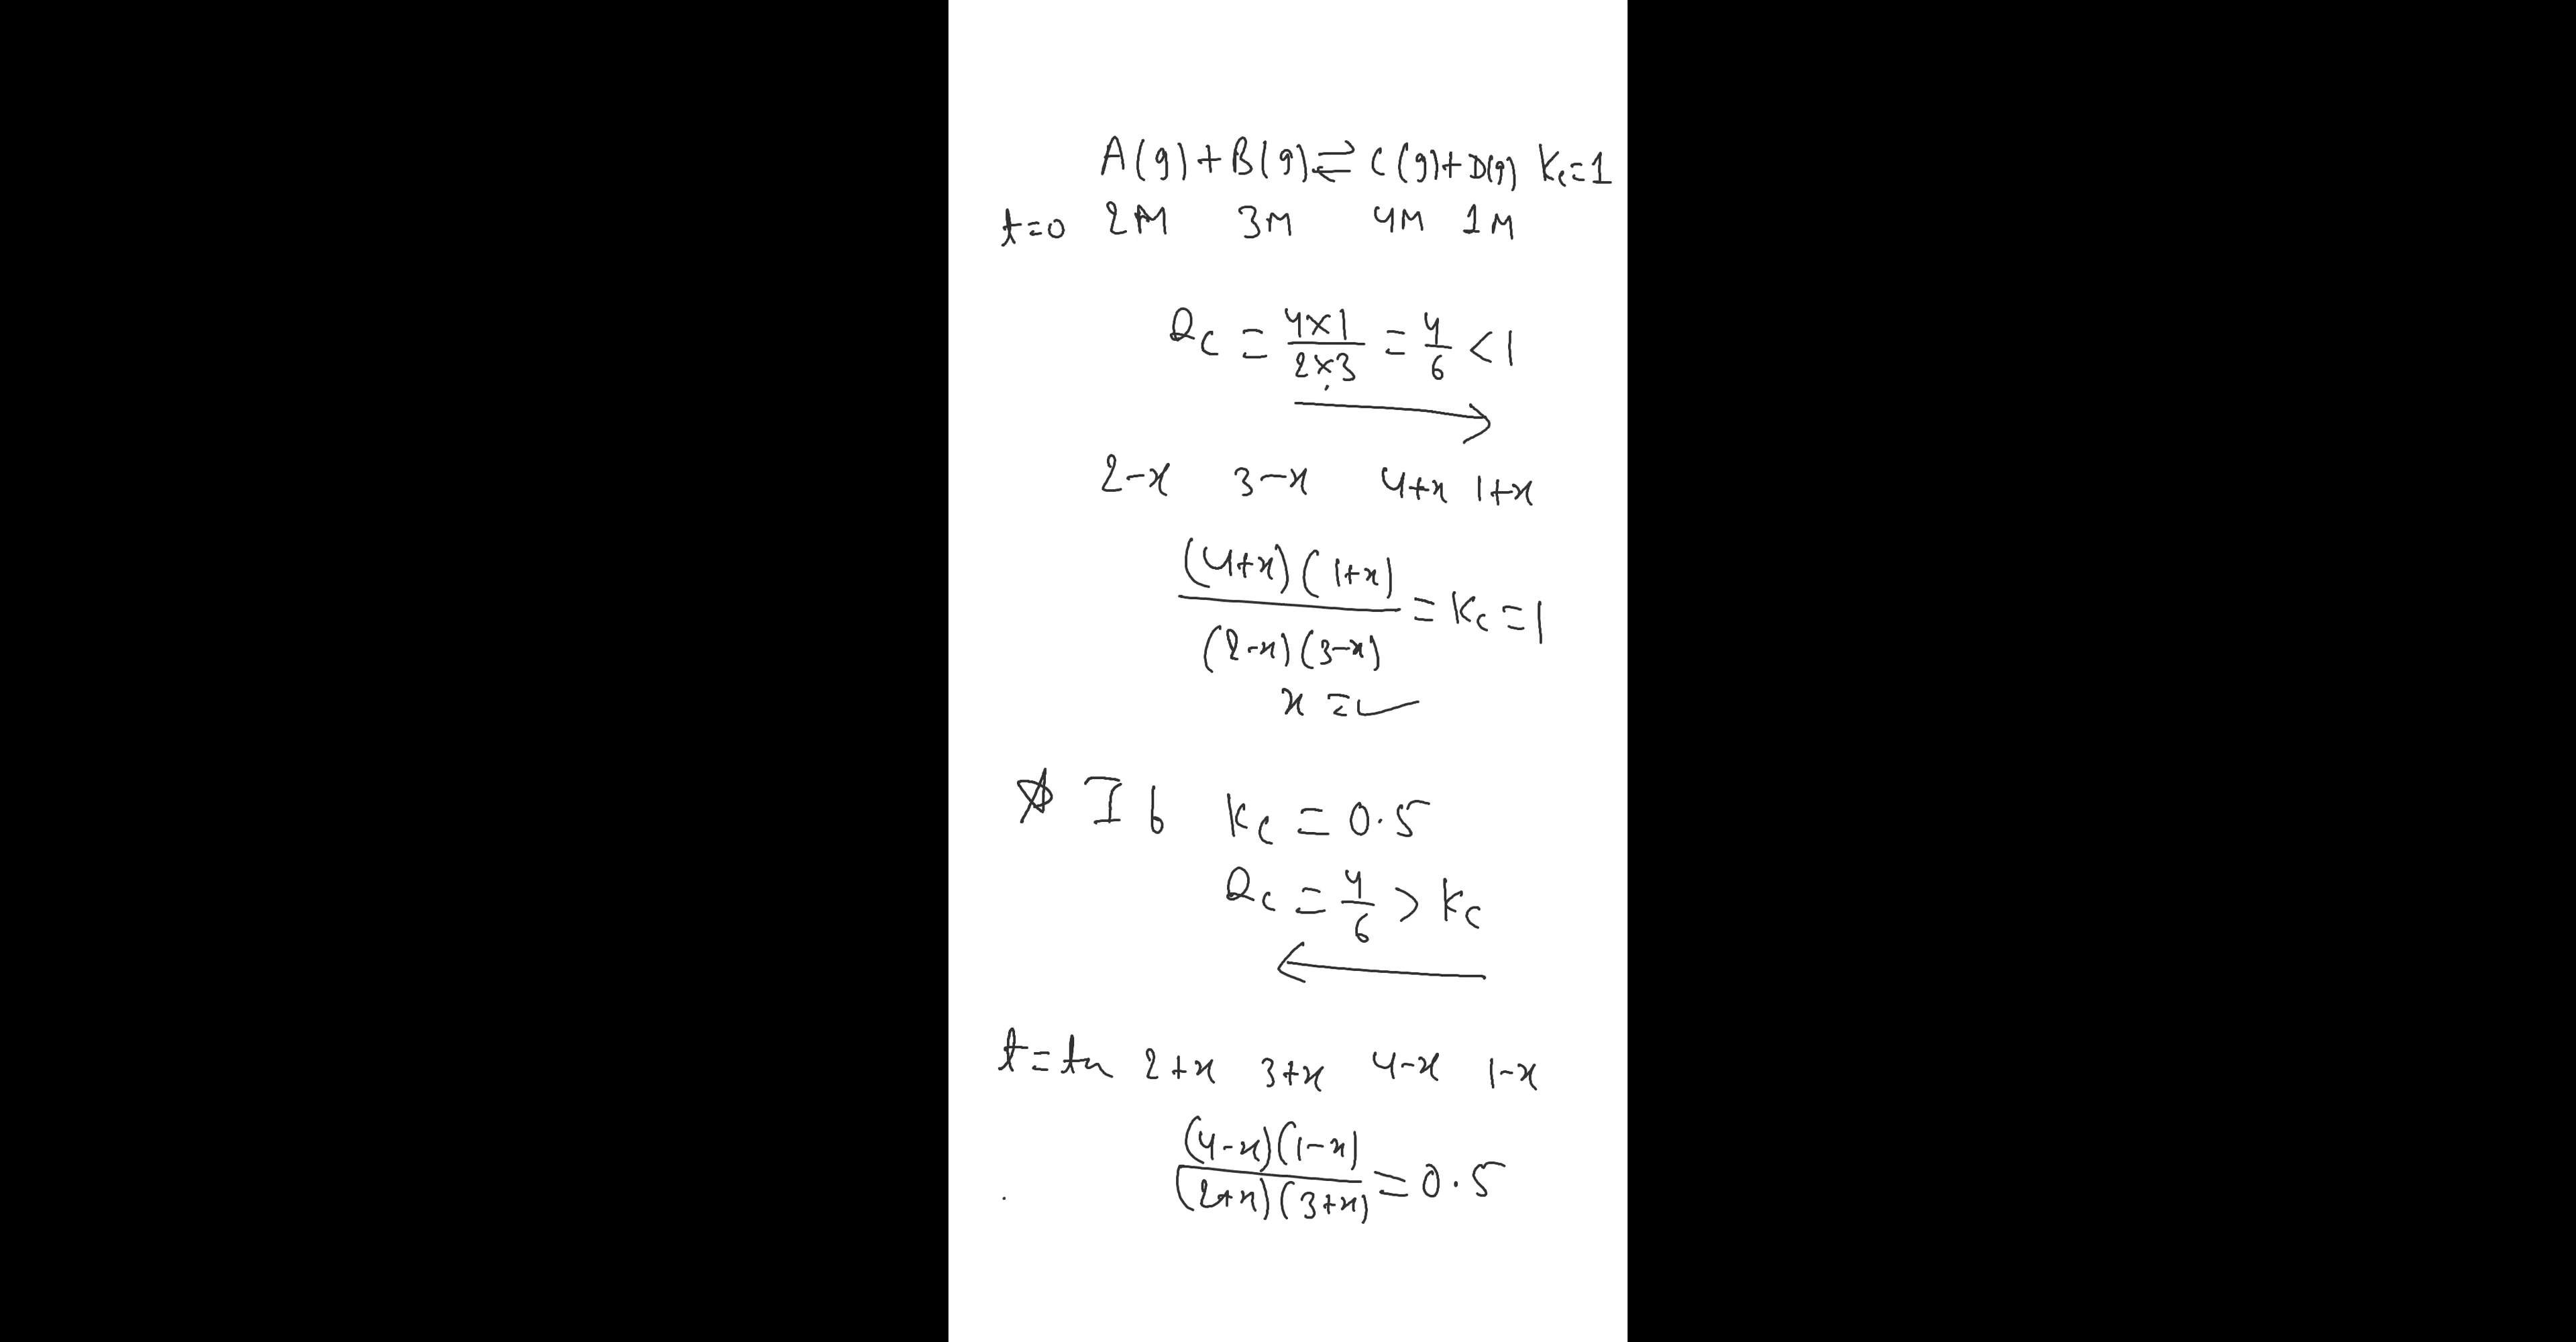 A(g)+B(g)⇌C(g)+D(g) Kc=1
t=0 2M 3M 4M 1M
Qc = 4×1/2×3 = 4/6 <1
→
2-x 3-x 4+x 1+x
(4+x)(1+x)/(2-x)(3-x) = Kc =1
x = ✓
☆ If Kc = 0.5
Qc = 4/6 > Kc
←
t= 2+x 3+x 4-x 1-x
(4-x)(1-x)/(2+x)(3+x) = 0.5